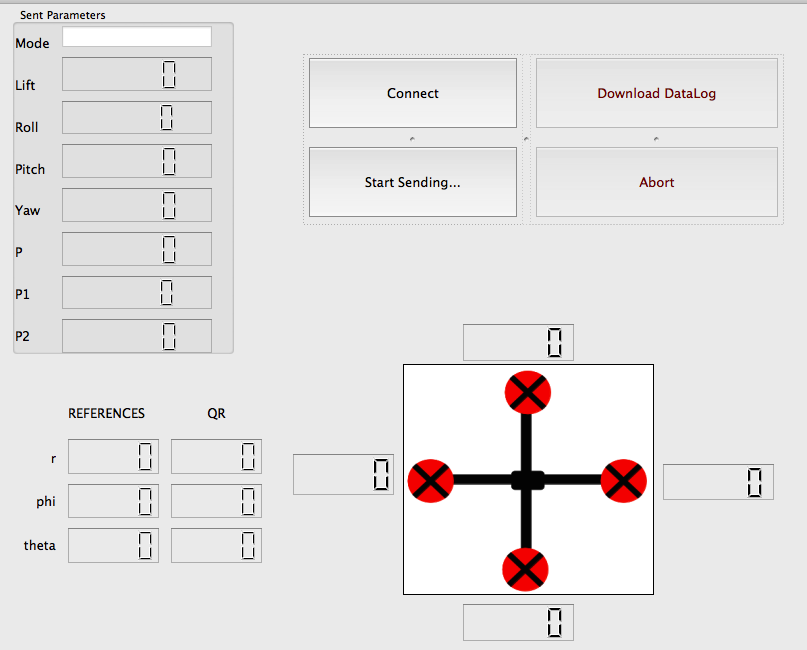 Sent Parameters
Mode
Lift 0
Roll 0
Pitch 0
Yaw 0
P 0
P1 0
P2 0
Connect
Download DataLog
Start Sending...
Abort
REFERENCES QR
r 0 0
phi 0 0
theta 0 0
0
0
0
0